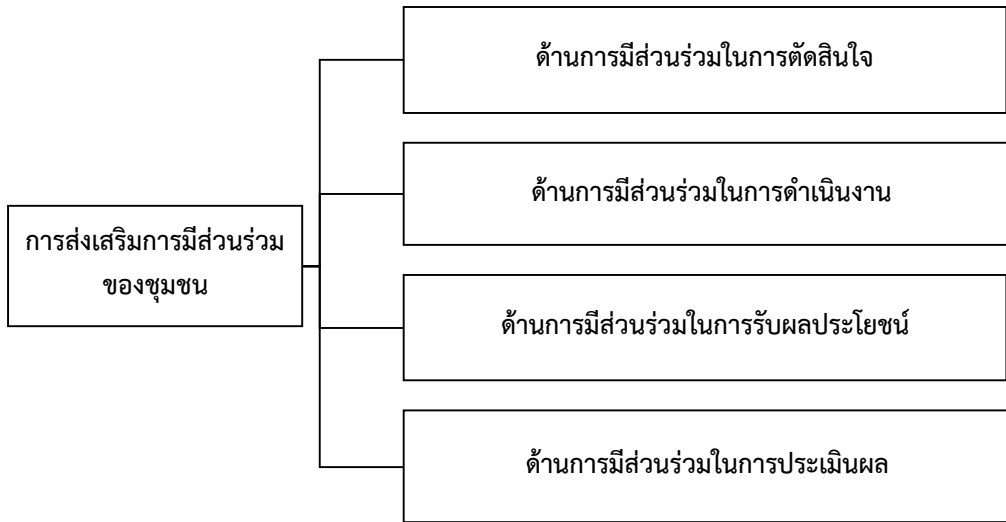 ด้านการมีส่วนร่วมในการตัดสินใจ
ด้านการมีส่วนร่วมในการดำเนินงาน
การส่งเสริมการมีส่วนร่วม
ของชุมชน
ด้านการมีส่วนร่วมในการรับผลประโยชน์
ด้านการมีส่วนร่วมในการประเมินผล